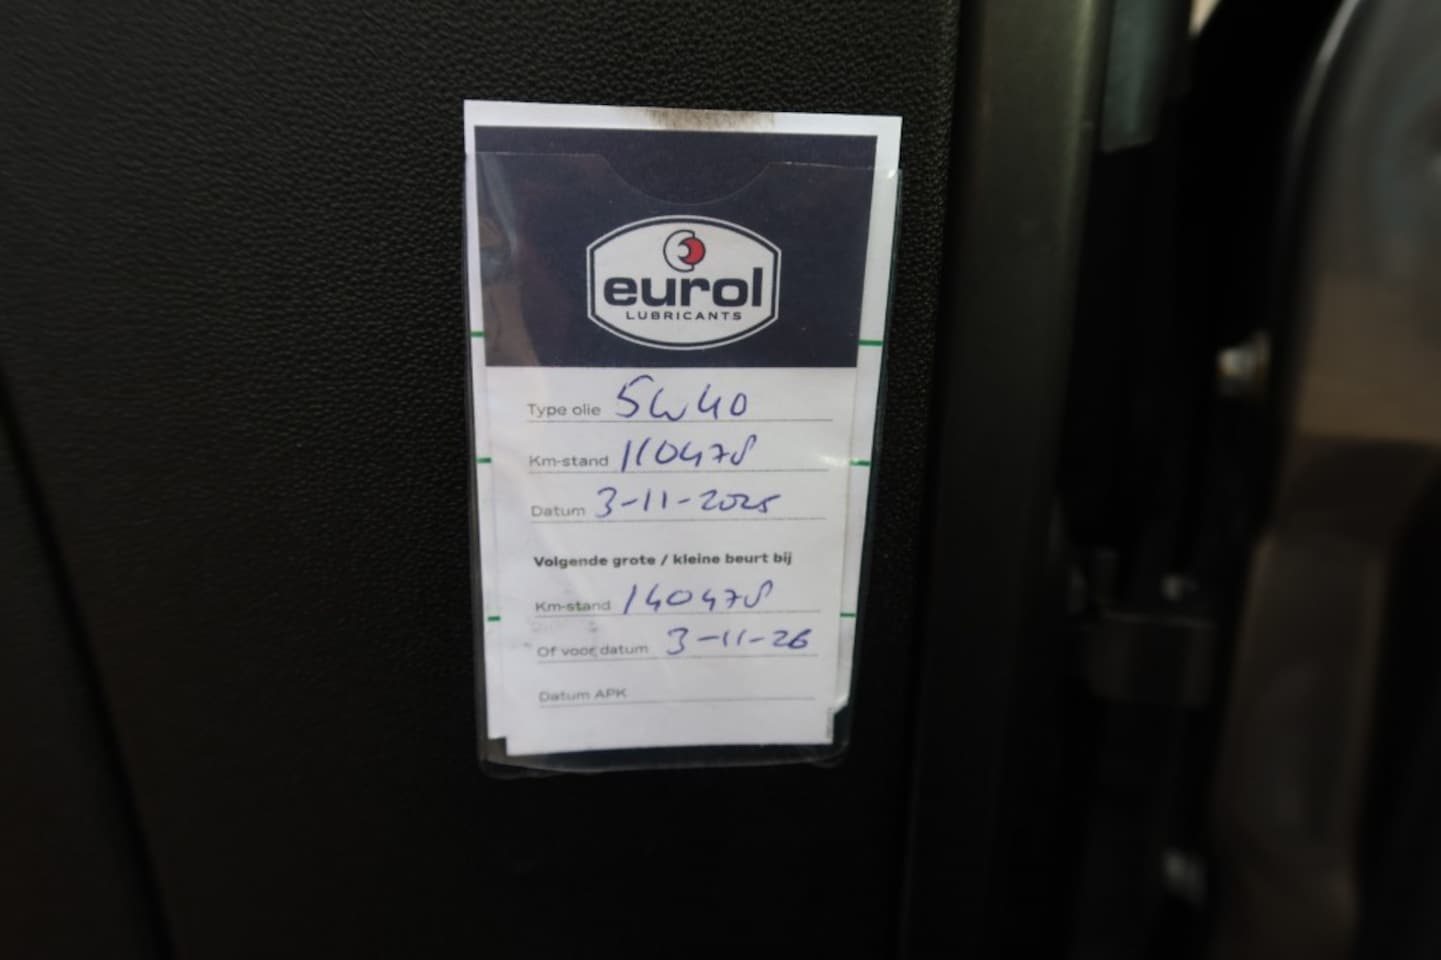 eurol
LUBRICANTS
Type olie 5W40
Km-stand 110478
Datum 3-11-2025
Volgende grote / kleine beurt bij
Km-stand 140478
Of voor datum 3-11-26
Datum APK